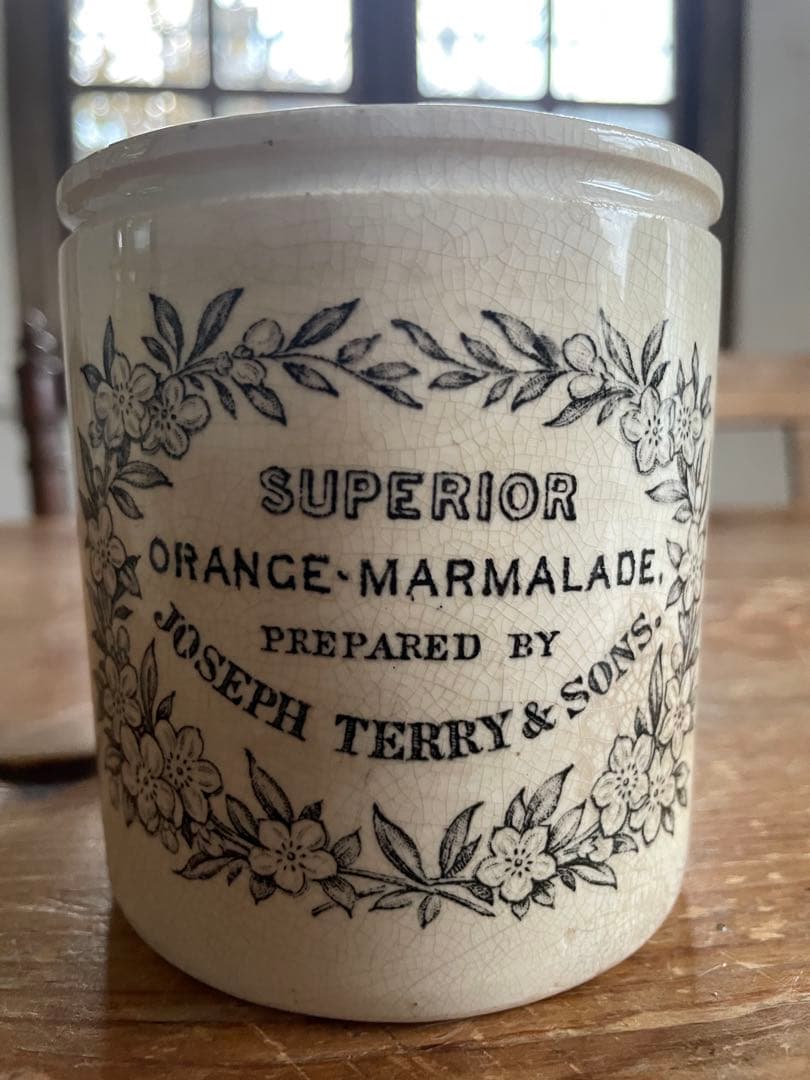 SUPERIOR
ORANGE-MARMALADE.
PREPARED BY
JOSEPH TERRY & SONS.